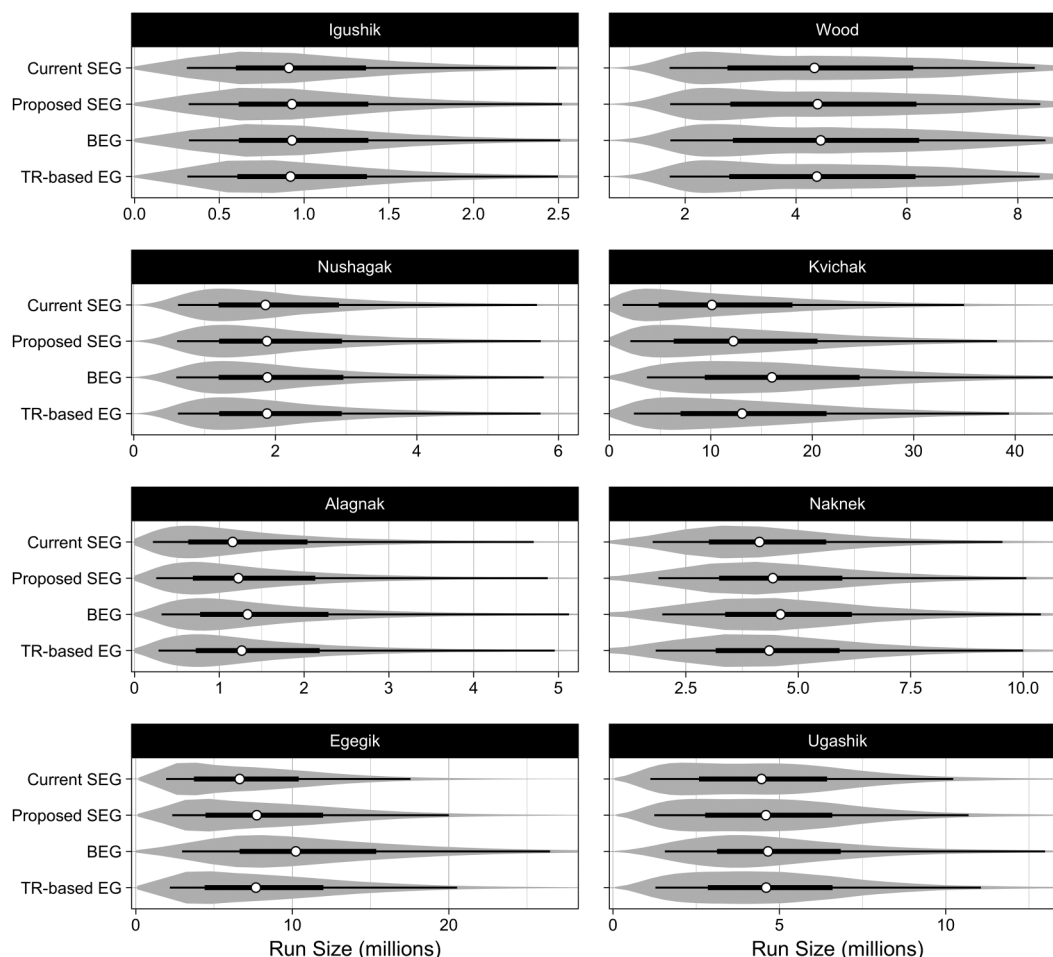 Igushik
Wood
Current SEG
Proposed SEG
BEG
TR-based EG
0.0 0.5 1.0 1.5 2.0 2.5
2 4 6 8
Nushagak
Kvichak
Current SEG
Proposed SEG
BEG
TR-based EG
0 2 4 6
0 10 20 30 40
Alagnak
Naknek
Current SEG
Proposed SEG
BEG
TR-based EG
0 1 2 3 4 5
2.5 5.0 7.5 10.0
Egegik
Ugashik
Current SEG
Proposed SEG
BEG
TR-based EG
0 10 20
0 5 10
Run Size (millions)
Run Size (millions)